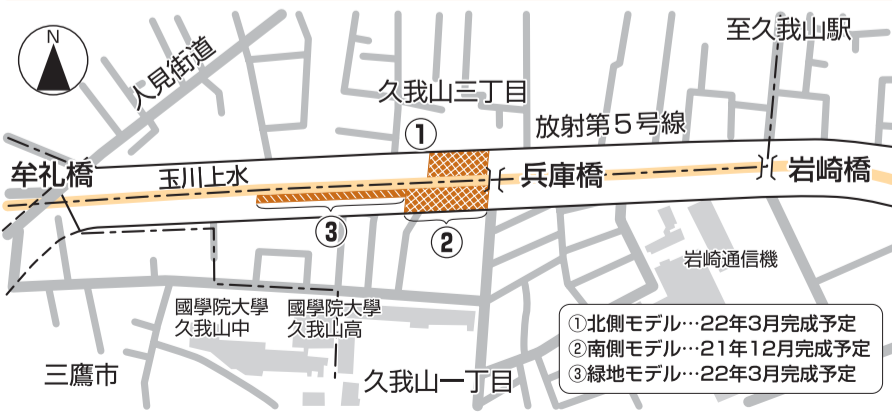 N
至久我山駅
人見街道
久我山三丁目
①
放射第5号線
牟礼橋
玉川上水
兵庫橋
岩崎橋
③
②
岩崎通信機
國學院大學
久我山中
國學院大學
久我山高
三鷹市
久我山一丁目
①北側モデル…22年3月完成予定
②南側モデル…21年12月完成予定
③緑地モデル…22年3月完成予定